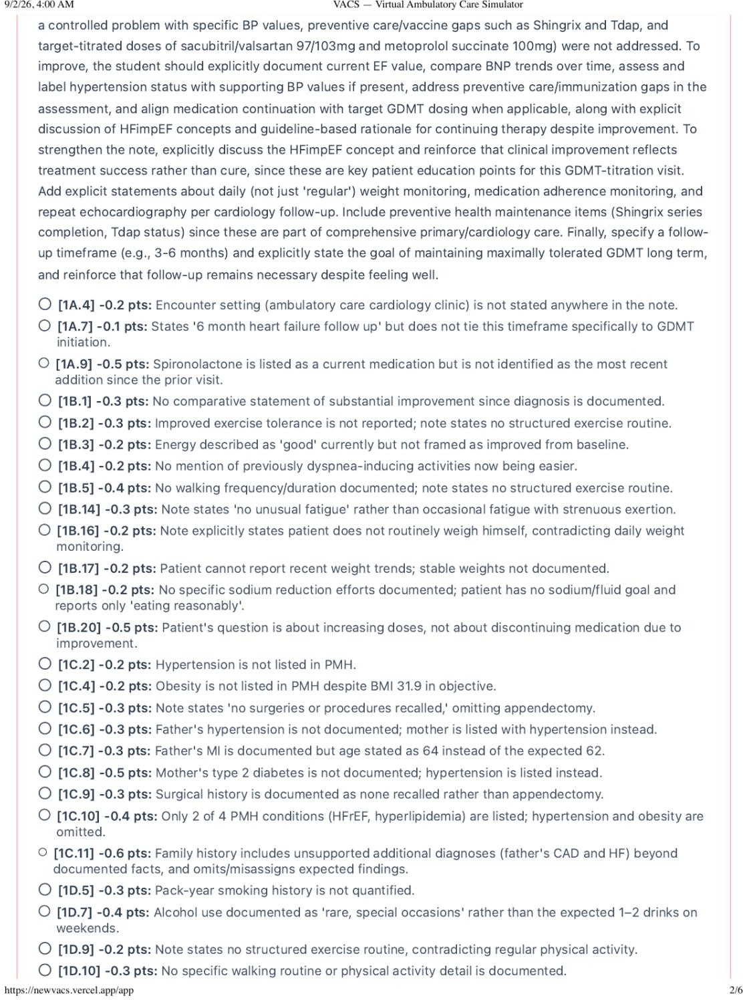 9/2/26, 4:00 AM VACS — Virtual Ambulatory Care Simulator
a controlled problem with specific BP values, preventive care/vaccine gaps such as Shingrix and Tdap, and
target-titrated doses of sacubitril/valsartan 97/103mg and metoprolol succinate 100mg) were not addressed. To
improve, the student should explicitly document current EF value, compare BNP trends over time, assess and
label hypertension status with supporting BP values if present, address preventive care/immunization gaps in the
assessment, and align medication continuation with target GDMT dosing when applicable, along with explicit
discussion of HFimpEF concepts and guideline-based rationale for continuing therapy despite improvement. To
strengthen the note, explicitly discuss the HFimpEF concept and reinforce that clinical improvement reflects
treatment success rather than cure, since these are key patient education points for this GDMT-titration visit.
Add explicit statements about daily (not just 'regular') weight monitoring, medication adherence monitoring, and
repeat echocardiography per cardiology follow-up. Include preventive health maintenance items (Shingrix series
completion, Tdap status) since these are part of comprehensive primary/cardiology care. Finally, specify a follow-
up timeframe (e.g., 3-6 months) and explicitly state the goal of maintaining maximally tolerated GDMT long term,
and reinforce that follow-up remains necessary despite feeling well.
[1A.4] -0.2 pts: Encounter setting (ambulatory care cardiology clinic) is not stated anywhere in the note.
[1A.7] -0.1 pts: States '6 month heart failure follow up' but does not tie this timeframe specifically to GDMT
initiation.
[1A.9] -0.5 pts: Spironolactone is listed as a current medication but is not identified as the most recent
addition since the prior visit.
[1B.1] -0.3 pts: No comparative statement of substantial improvement since diagnosis is documented.
[1B.2] -0.3 pts: Improved exercise tolerance is not reported; note states no structured exercise routine.
[1B.3] -0.2 pts: Energy described as 'good' currently but not framed as improved from baseline.
[1B.4] -0.2 pts: No mention of previously dyspnea-inducing activities now being easier.
[1B.5] -0.4 pts: No walking frequency/duration documented; note states no structured exercise routine.
[1B.14] -0.3 pts: Note states 'no unusual fatigue' rather than occasional fatigue with strenuous exertion.
[1B.16] -0.2 pts: Note explicitly states patient does not routinely weigh himself, contradicting daily weight
monitoring.
[1B.17] -0.2 pts: Patient cannot report recent weight trends; stable weights not documented.
[1B.18] -0.2 pts: No specific sodium reduction efforts documented; patient has no sodium/fluid goal and
reports only 'eating reasonably'.
[1B.20] -0.5 pts: Patient's question is about increasing doses, not about discontinuing medication due to
improvement.
[1C.2] -0.2 pts: Hypertension is not listed in PMH.
[1C.4] -0.2 pts: Obesity is not listed in PMH despite BMI 31.9 in objective.
[1C.5] -0.3 pts: Note states 'no surgeries or procedures recalled,' omitting appendectomy.
[1C.6] -0.3 pts: Father's hypertension is not documented; mother is listed with hypertension instead.
[1C.7] -0.3 pts: Father's MI is documented but age stated as 64 instead of the expected 62.
[1C.8] -0.5 pts: Mother's type 2 diabetes is not documented; hypertension is listed instead.
[1C.9] -0.3 pts: Surgical history is documented as none recalled rather than appendectomy.
[1C.10] -0.4 pts: Only 2 of 4 PMH conditions (HFrEF, hyperlipidemia) are listed; hypertension and obesity are
omitted.
[1C.11] -0.6 pts: Family history includes unsupported additional diagnoses (father's CAD and HF) beyond
documented facts, and omits/misassigns expected findings.
[1D.5] -0.3 pts: Pack-year smoking history is not quantified.
[1D.7] -0.4 pts: Alcohol use documented as 'rare, special occasions' rather than the expected 1–2 drinks on
weekends.
[1D.9] -0.2 pts: Note states no structured exercise routine, contradicting regular physical activity.
[1D.10] -0.3 pts: No specific walking routine or physical activity detail is documented.
https://newvacs.vercel.app/app 2/6